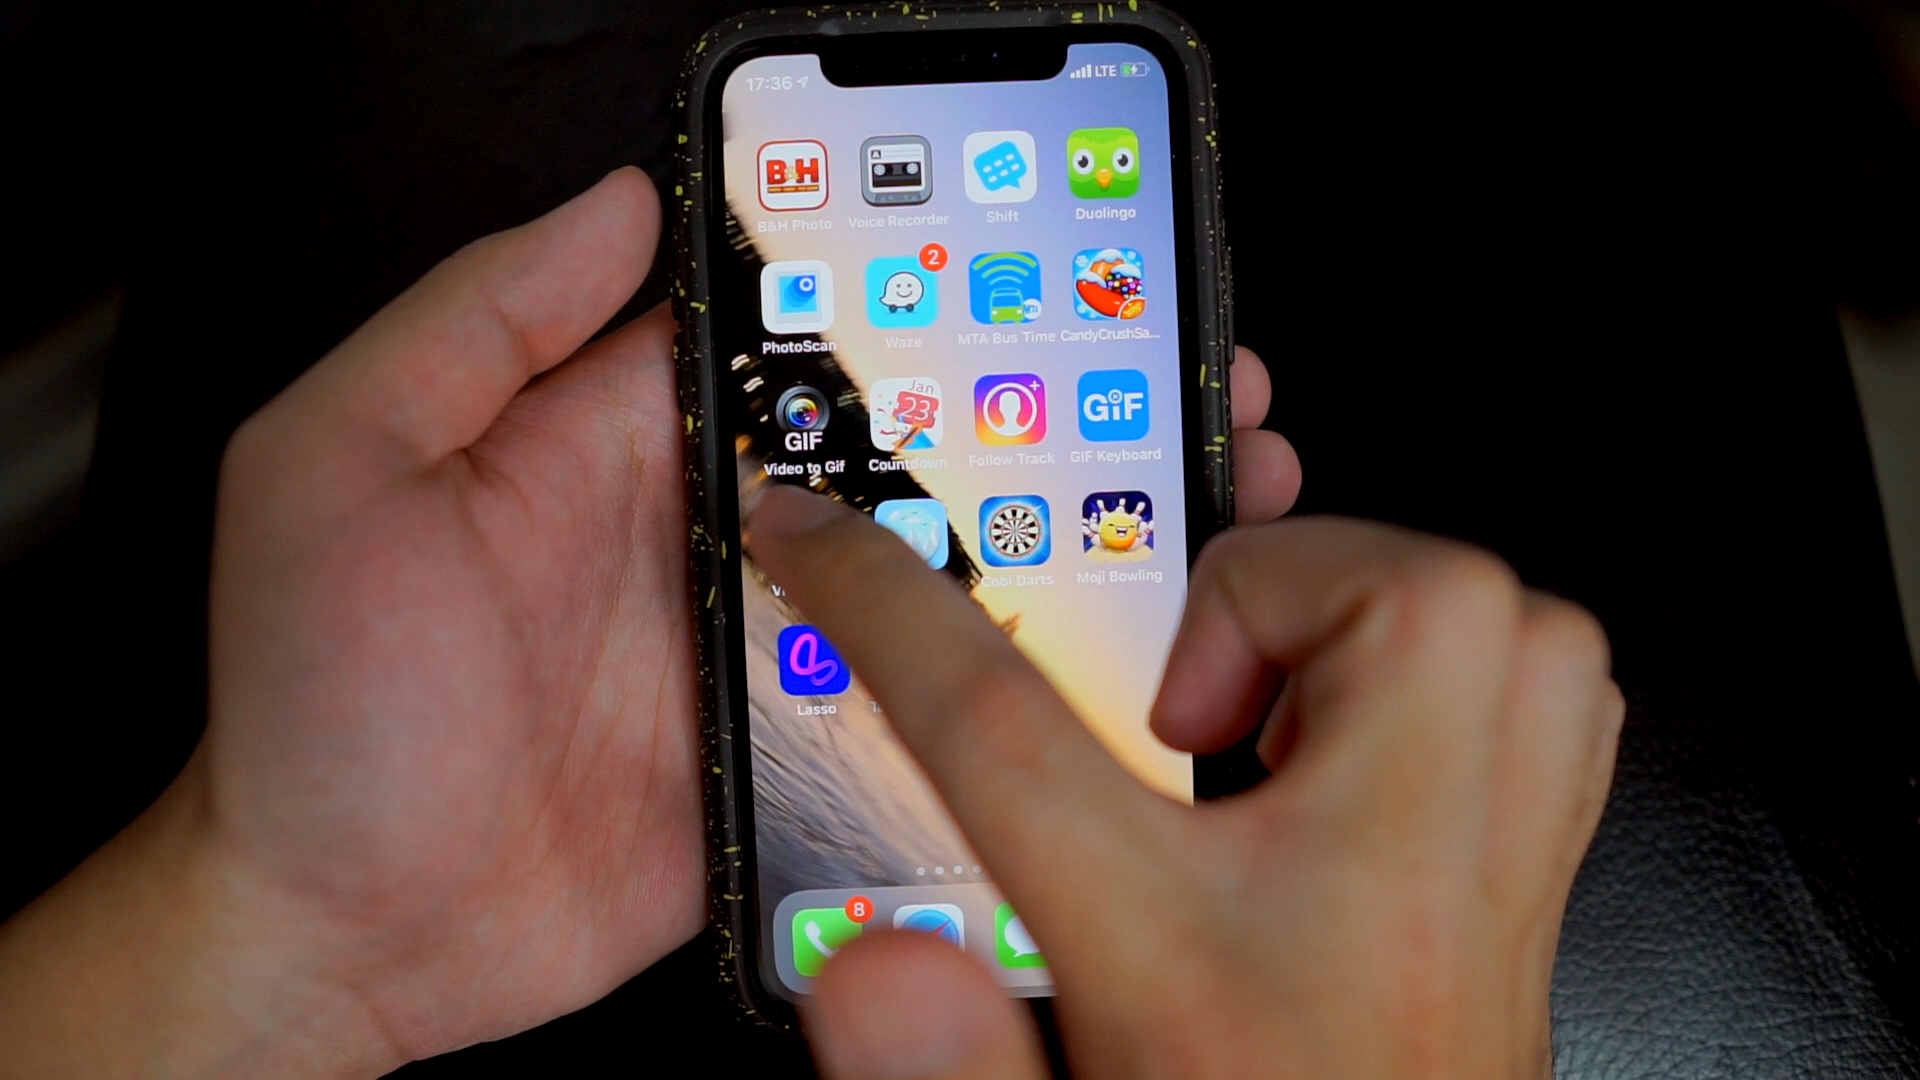 17:36 LTE
B&H
A
B&H Photo Voice Recorder Shift Duolingo
2
MTA
PhotoScan Waze MTA Bus Time CandyCrushSa...
Jan
23
GIF
GIF
Video to Gif Countdown Follow Track GIF Keyboard
Cobi Darts Moji Bowling
Lasso
8